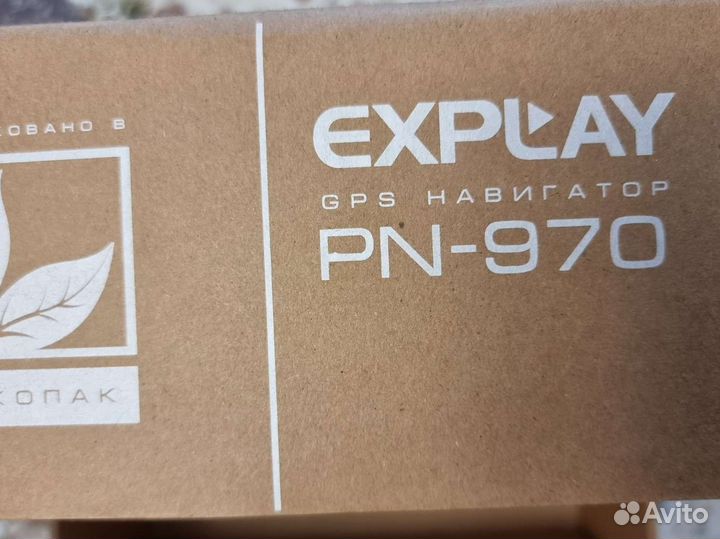 ОВАНО В
КОПАК
EXPLAY
GPS НАВИГАТОР
PN-970
Avito